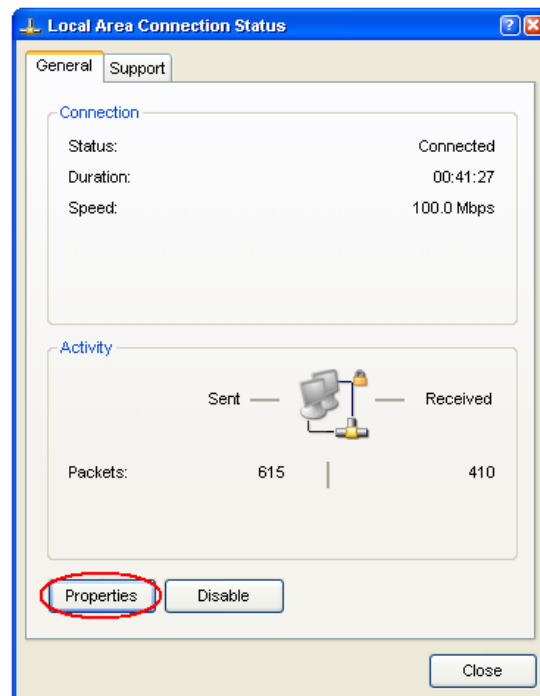 Local Area Connection Status
General Support
Connection
Status: Connected
Duration: 00:41:27
Speed: 100.0 Mbps
Activity
Sent Received
Packets: 615 410
Properties Disable
Close